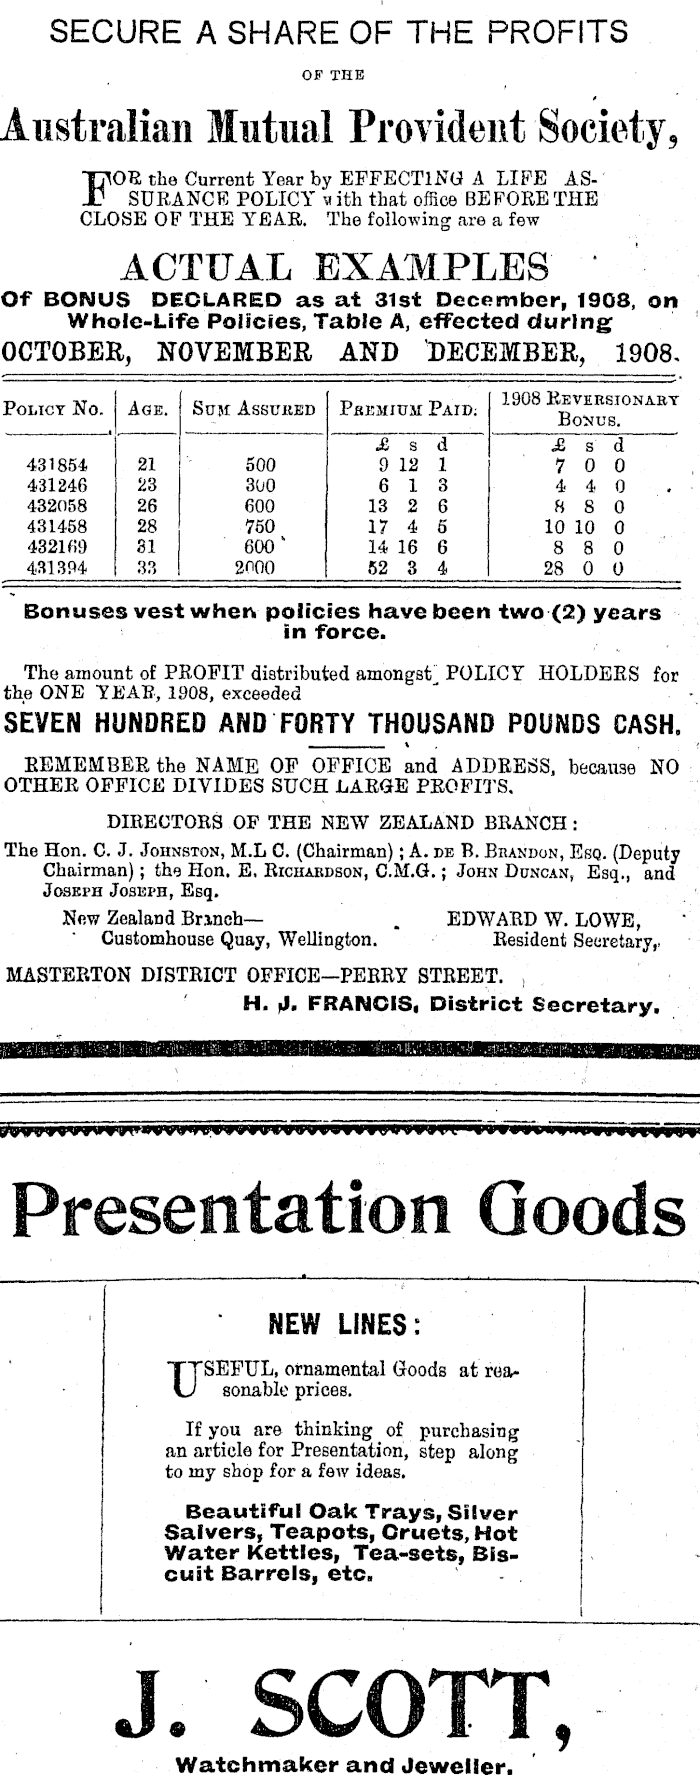 SECURE A SHARE OF THE PROFITS
OF THE
Australian Mutual Provident Society,
FOR the Current Year by EFFECTING A LIFE AS-
SURANCE POLICY with that office BEFORE THE
CLOSE OF THE YEAR. The following are a few
ACTUAL EXAMPLES
Of BONUS DECLARED as at 31st December, 1908, on
Whole-Life Policies, Table A, effected during
OCTOBER, NOVEMBER AND DECEMBER, 1908.
POLICY NO. AGE. SUM ASSURED PREMIUM PAID. 1908 REVERSIONARY BONUS.
£ s d £ s d
431854 21 500 9 12 1 7 0 0
431246 23 300 6 1 3 4 4 0
432058 26 600 13 2 6 8 8 0
431458 28 750 17 4 5 10 10 0
432169 31 600 14 16 6 8 8 0
431394 33 2000 52 3 4 28 0 0
Bonuses vest when policies have been two (2) years
in force.
The amount of PROFIT distributed amongst POLICY HOLDERS for
the ONE YEAR, 1908, exceeded
SEVEN HUNDRED AND FORTY THOUSAND POUNDS CASH.
REMEMBER the NAME OF OFFICE and ADDRESS, because NO
OTHER OFFICE DIVIDES SUCH LARGE PROFITS.
DIRECTORS OF THE NEW ZEALAND BRANCH:
The Hon. C. J. JOHNSTON, M.L C. (Chairman); A. DE B. BRANDON, ESQ. (Deputy
Chairman); the Hon. E. RICHARDSON, C.M.G.; JOHN DUNCAN, Esq., and
JOSEPH JOSEPH, Esq.
New Zealand Branch— EDWARD W. LOWE,
Customhouse Quay, Wellington. Resident Secretary,
MASTERTON DISTRICT OFFICE—PERRY STREET.
H. J. FRANCIS, District Secretary.
Presentation Goods
NEW LINES:
USEFUL, ornamental Goods at rea-
sonable prices.
If you are thinking of purchasing
an article for Presentation, step along
to my shop for a few ideas.
Beautiful Oak Trays, Silver
Salvers, Teapots, Cruets, Hot
Water Kettles, Tea-sets, Bis-
cuit Barrels, etc.
J. SCOTT,
Watchmaker and Jeweller.